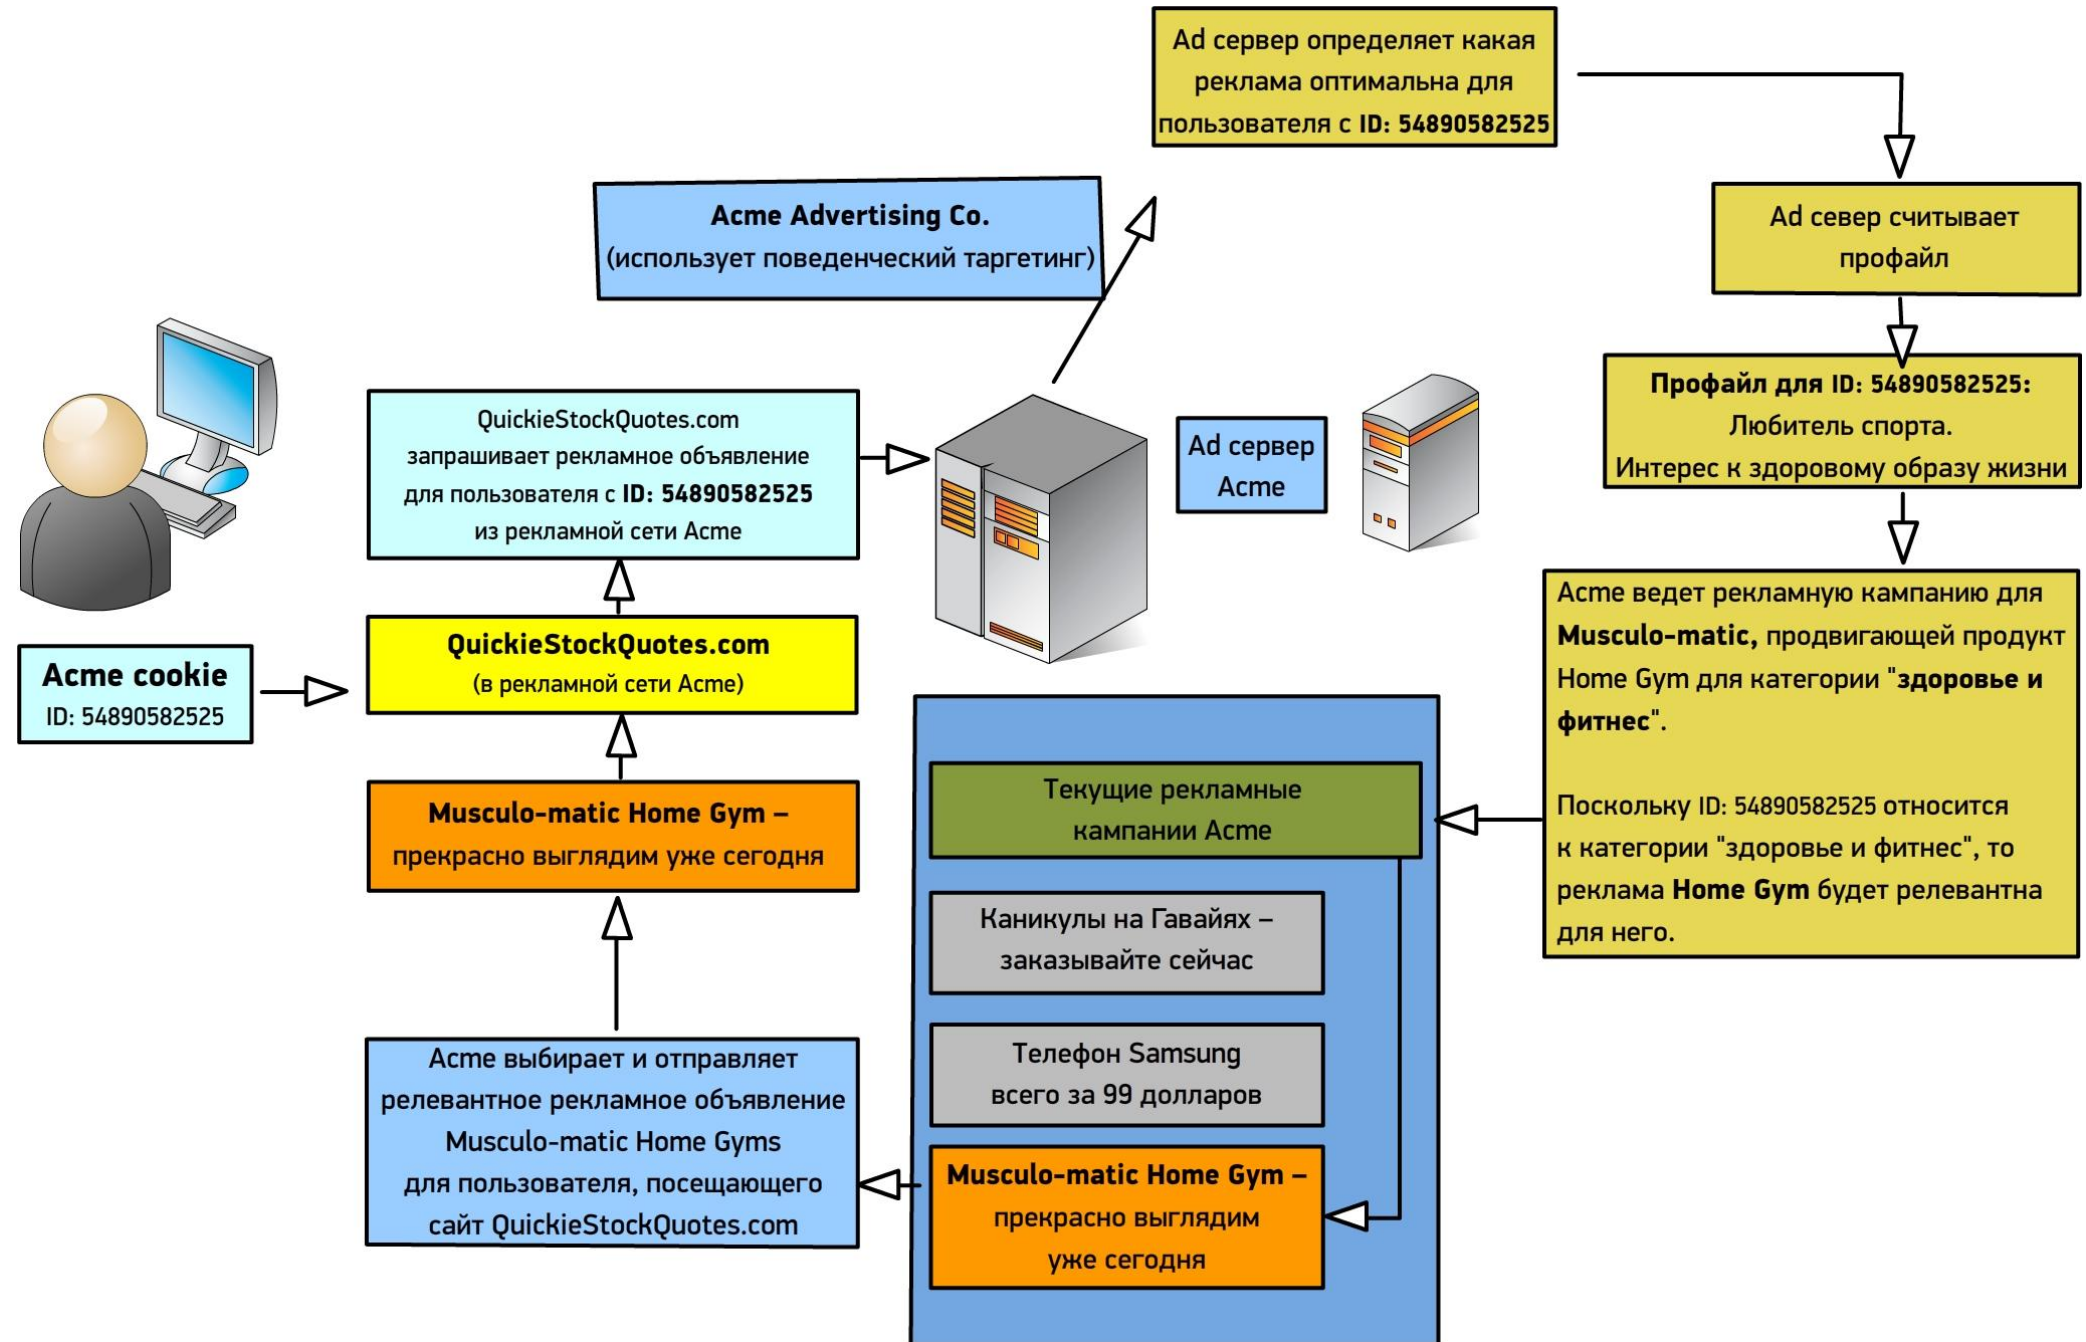 Ad сервер определяет какая
реклама оптимальна для
пользователя с ID: 54890582525
Acme Advertising Co.
(использует поведенческий таргетинг)
Ad север считывает
профайл
Профайл для ID: 54890582525:
Любитель спорта.
Интерес к здоровому образу жизни
QuickieStockQuotes.com
запрашивает рекламное объявление
для пользователя с ID: 54890582525
из рекламной сети Acme
Ad сервер
Acme
Acme cookie
ID: 54890582525
QuickieStockQuotes.com
(в рекламной сети Acme)
Acme ведет рекламную кампанию для
Musculo-matic, продвигающей продукт
Home Gym для категории "здоровье и
фитнес".
Поскольку ID: 54890582525 относится
к категории "здоровье и фитнес", то
реклама Home Gym будет релевантна
для него.
Musculo-matic Home Gym –
прекрасно выглядим уже сегодня
Текущие рекламные
кампании Acme
Каникулы на Гавайях –
заказывайте сейчас
Телефон Samsung
всего за 99 долларов
Musculo-matic Home Gym –
прекрасно выглядим
уже сегодня
Acme выбирает и отправляет
релевантное рекламное объявление
Musculo-matic Home Gyms
для пользователя, посещающего
сайт QuickieStockQuotes.com